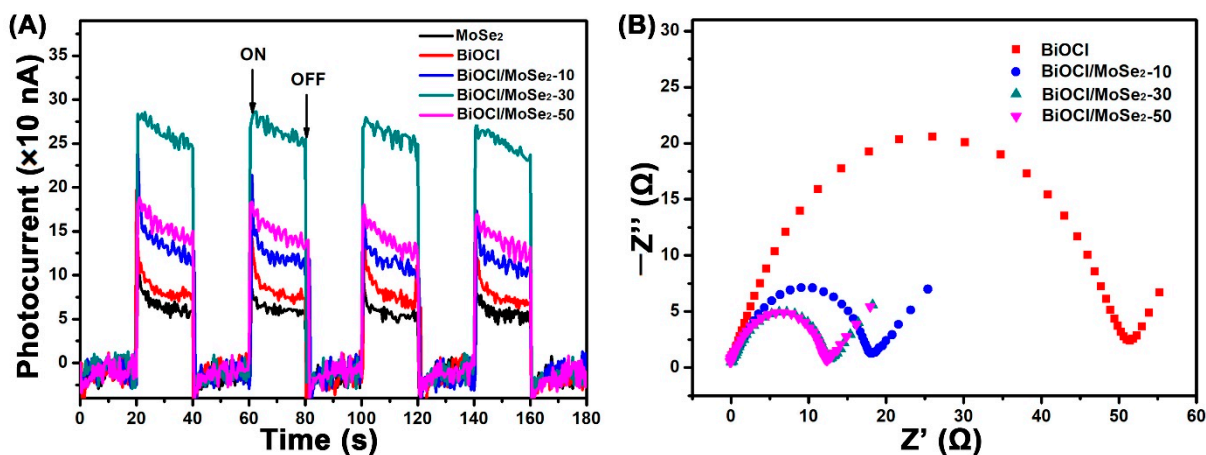 (A)
Photocurrent (×10 nA)
35
30
25
20
15
10
5
0
0 20 40 60 80 100 120 140 160 180
Time (s)
ON
OFF
MoSe₂
BiOCl
BiOCl/MoSe₂-10
BiOCl/MoSe₂-30
BiOCl/MoSe₂-50
(B)
−Z'' (Ω)
30
25
20
15
10
5
0
0 10 20 30 40 50 60
Z' (Ω)
BiOCl
BiOCl/MoSe₂-10
BiOCl/MoSe₂-30
BiOCl/MoSe₂-50